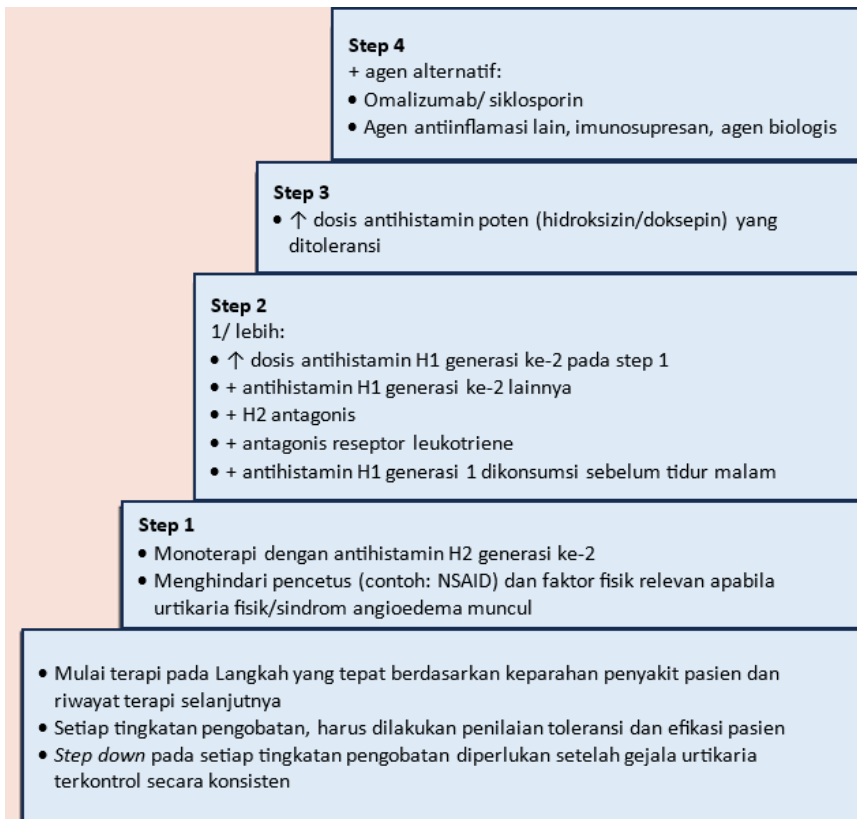 Step 4
+ agen alternatif:
• Omalizumab/ siklosporin
• Agen antiinflamasi lain, imunosupresan, agen biologis
Step 3
• ↑ dosis antihistamin poten (hidroksizin/doksepin) yang
ditoleransi
Step 2
1/ lebih:
• ↑ dosis antihistamin H1 generasi ke-2 pada step 1
• + antihistamin H1 generasi ke-2 lainnya
• + H2 antagonis
• + antagonis reseptor leukotriene
• + antihistamin H1 generasi 1 dikonsumsi sebelum tidur malam
Step 1
• Monoterapi dengan antihistamin H2 generasi ke-2
• Menghindari pencetus (contoh: NSAID) dan faktor fisik relevan apabila
urtikaria fisik/sindrom angioedema muncul
• Mulai terapi pada Langkah yang tepat berdasarkan keparahan penyakit pasien dan
riwayat terapi selanjutnya
• Setiap tingkatan pengobatan, harus dilakukan penilaian toleransi dan efikasi pasien
• Step down pada setiap tingkatan pengobatan diperlukan setelah gejala urtikaria
terkontrol secara konsisten